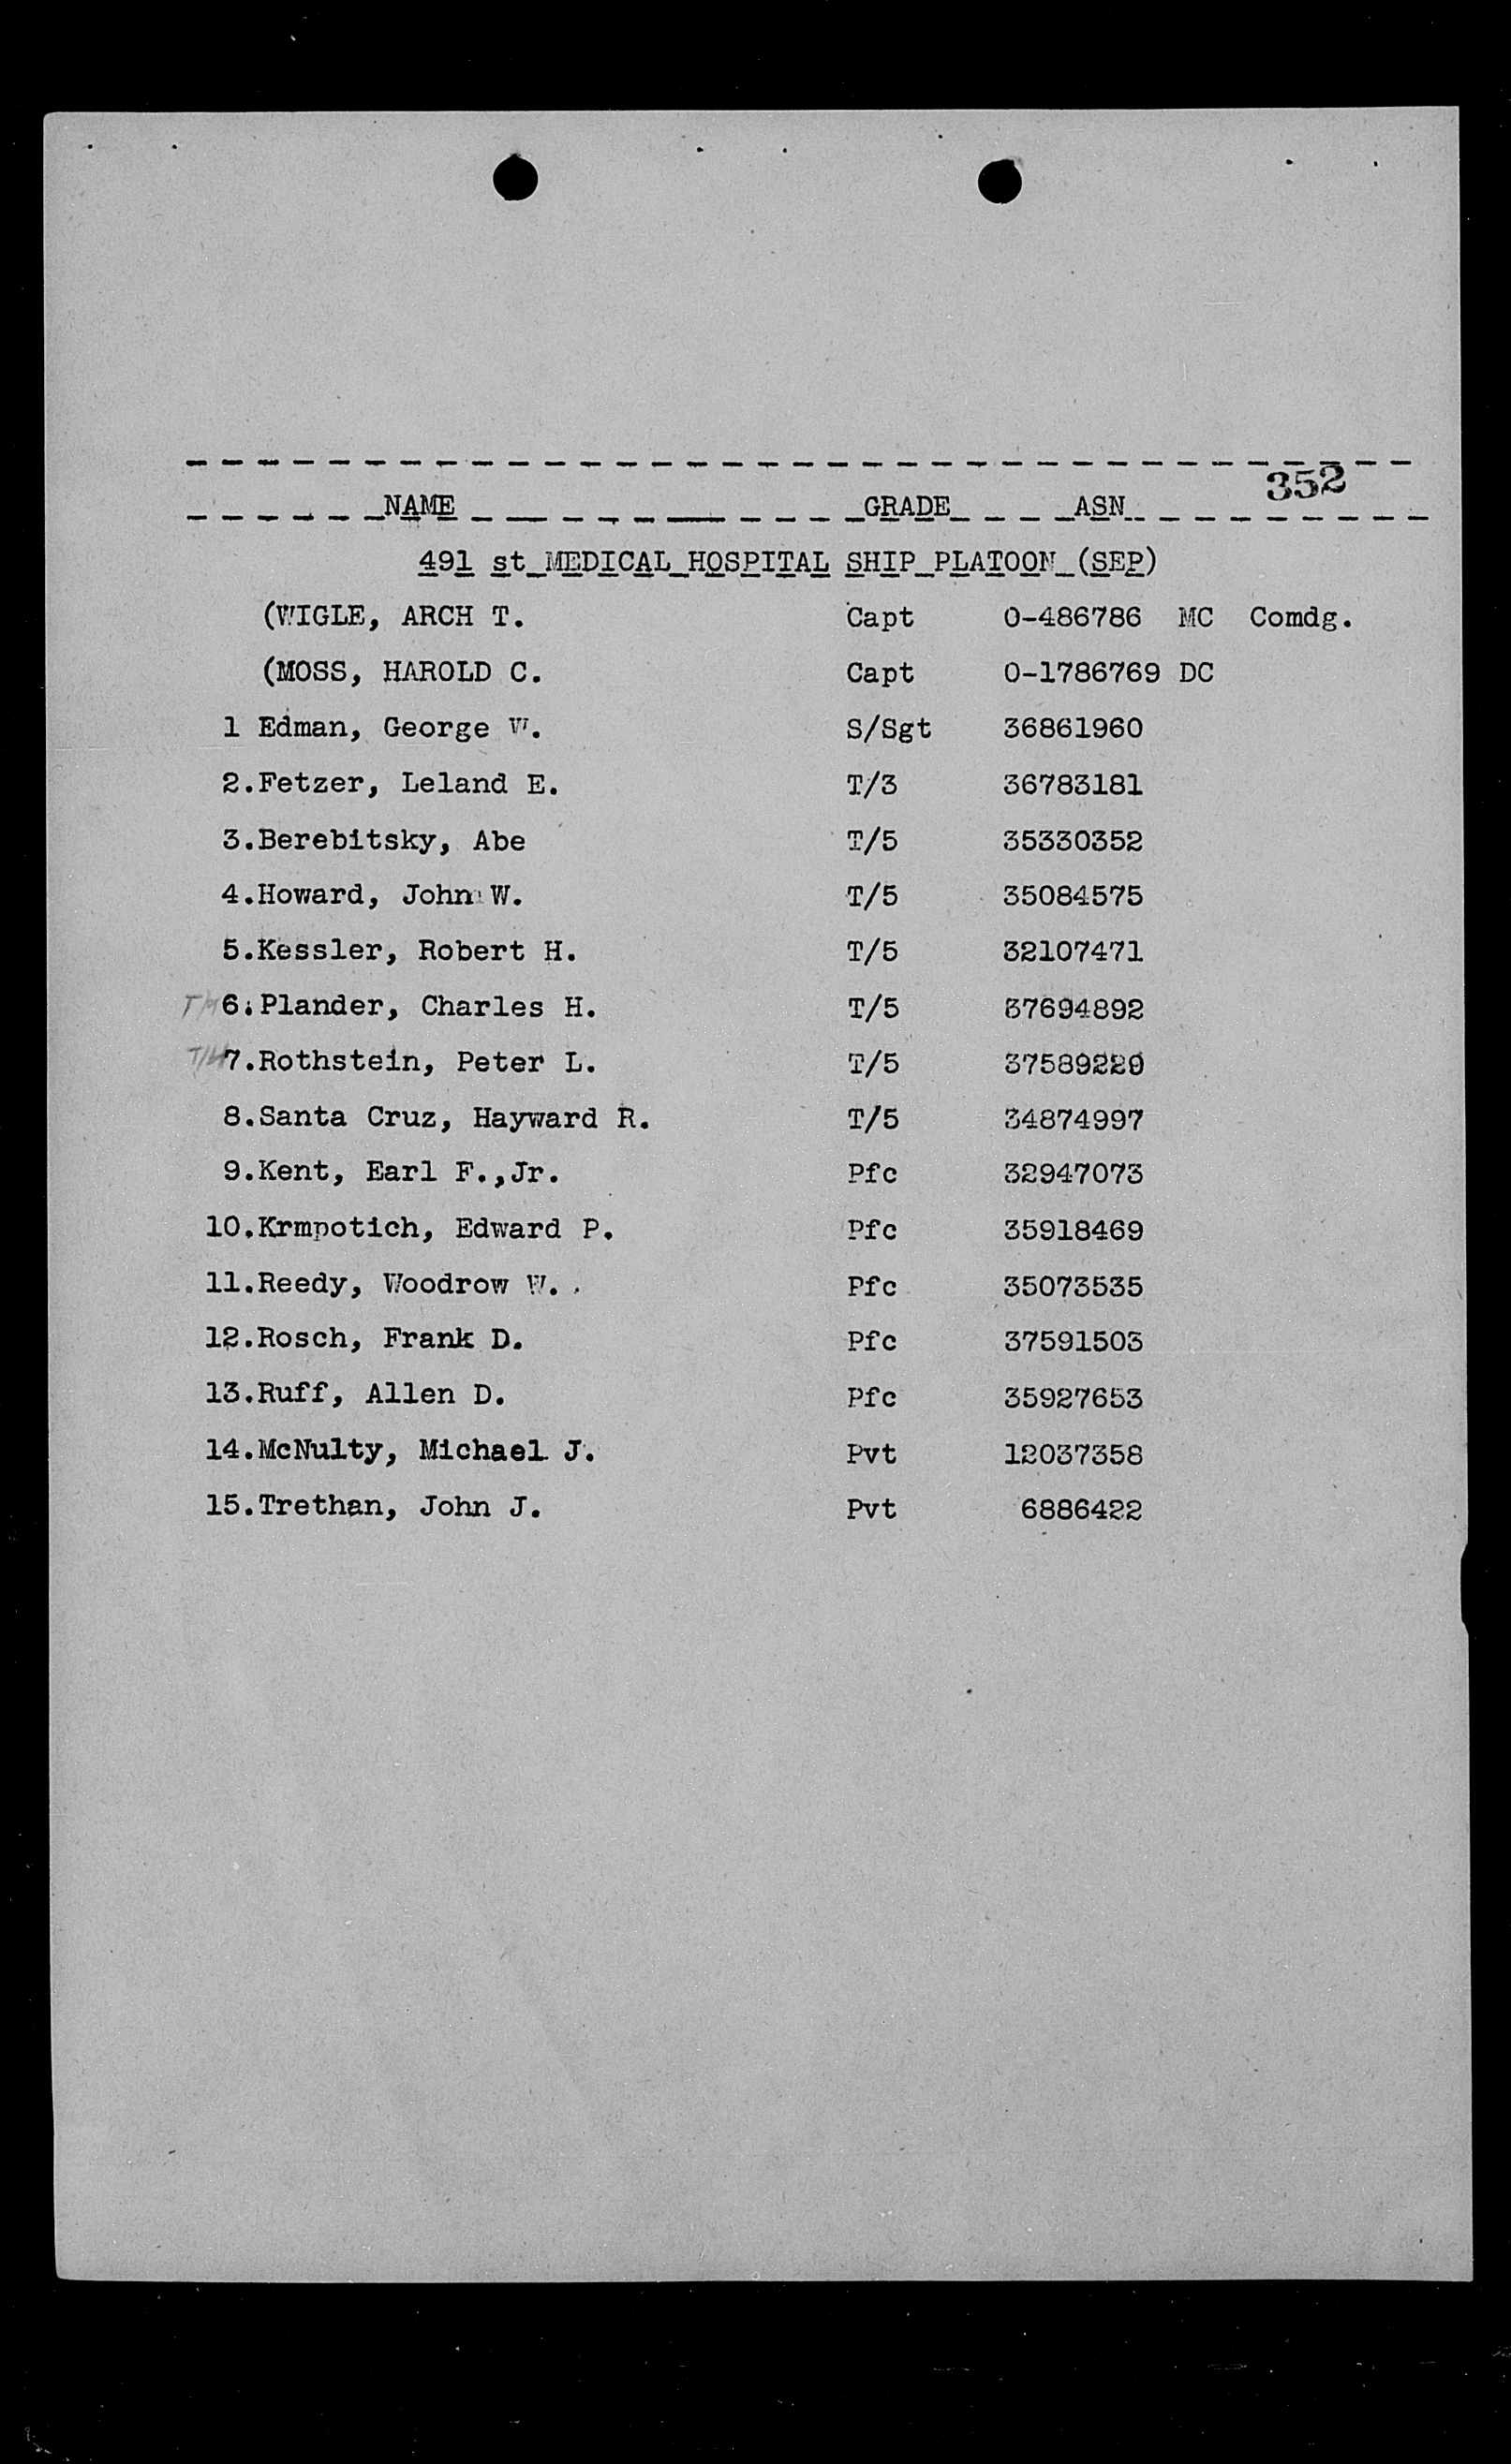 352
NAME GRADE ASN
491 st MEDICAL HOSPITAL SHIP PLATOON (SEP)
(WIGLE, ARCH T. Capt 0-486786 MC Comdg.
(MOSS, HAROLD C. Capt 0-1786769 DC
1 Edman, George W. S/Sgt 36861960
2.Fetzer, Leland E. T/3 36783181
3.Berebitsky, Abe T/5 35330352
4.Howard, John W. T/5 35084575
5.Kessler, Robert H. T/5 32107471
6.Plander, Charles H. T/5 37694892
T/4 7.Rothstein, Peter L. T/5 37589229
8.Santa Cruz, Hayward R. T/5 34874997
9.Kent, Earl F.,Jr. Pfc 32947073
10.Krmpotich, Edward P. Pfc 35918469
11.Reedy, Woodrow W. Pfc 35073535
12.Rosch, Frank D. Pfc 37591503
13.Ruff, Allen D. Pfc 35927653
14.McNulty, Michael J. Pvt 12037358
15.Trethan, John J. Pvt 6886422